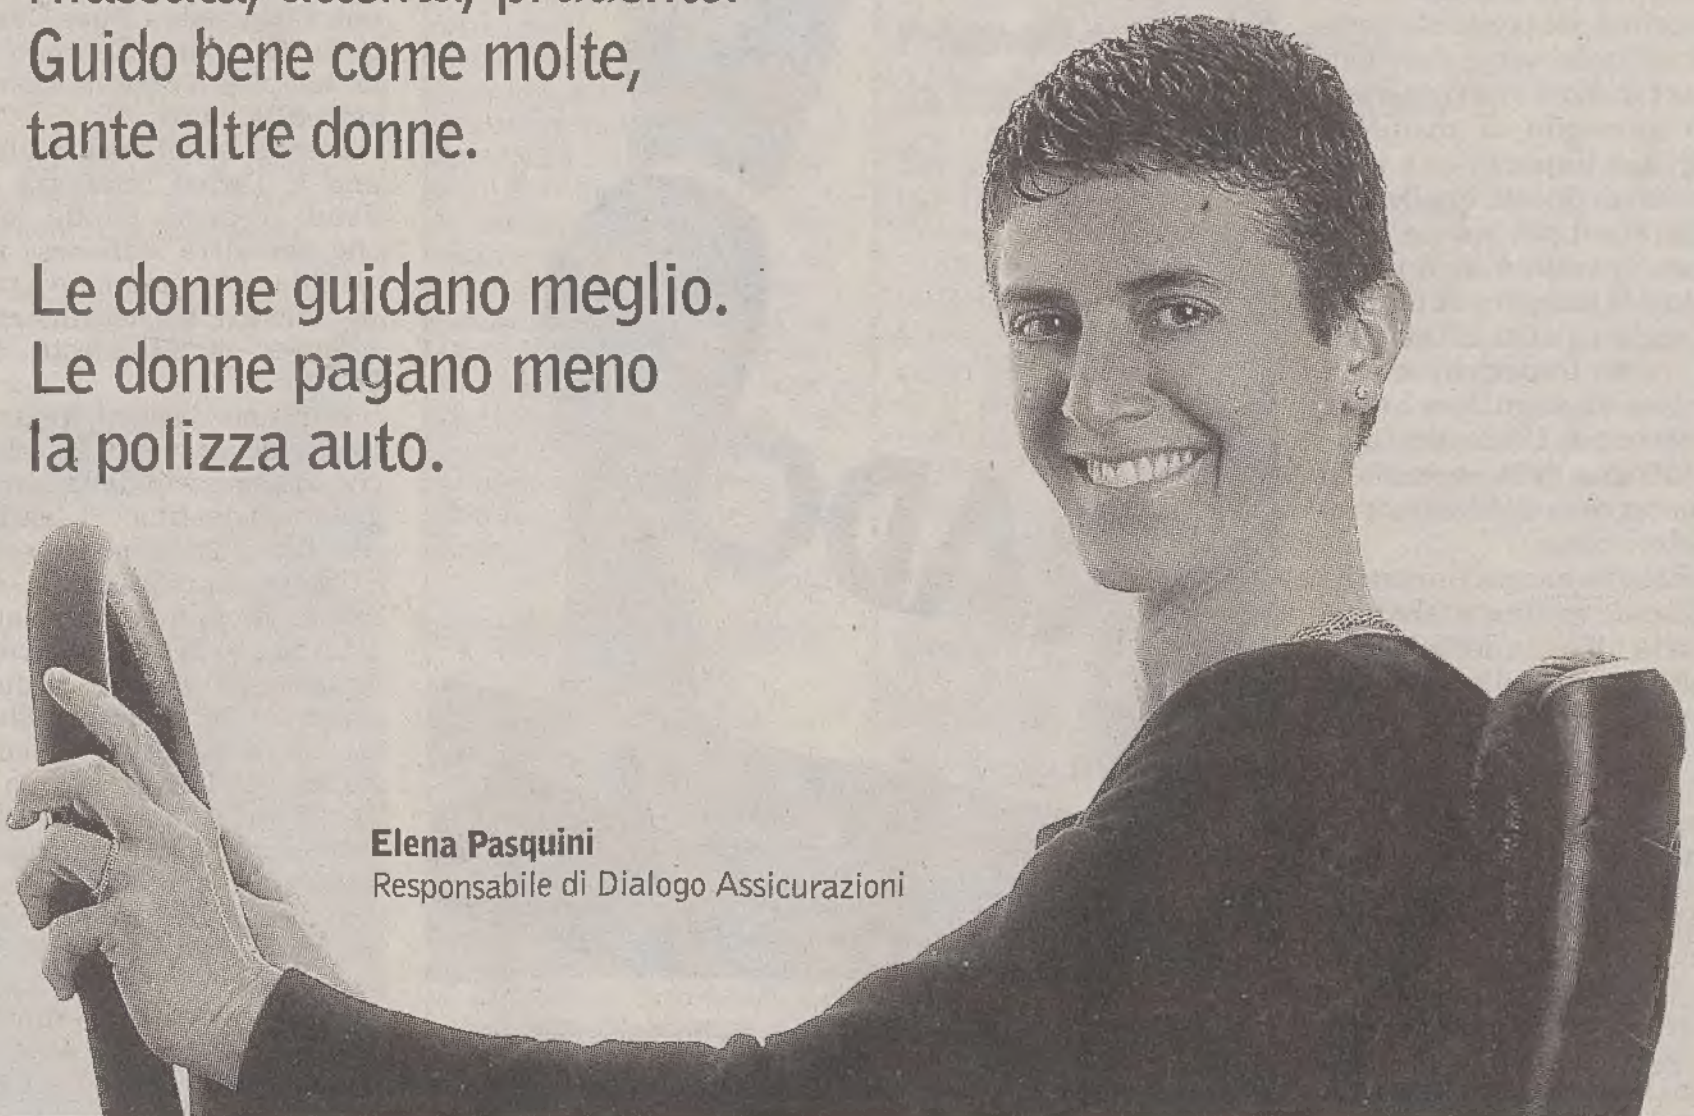 Guido bene come molte,
tante altre donne.
Le donne guidano meglio.
Le donne pagano meno
la polizza auto.
Elena Pasquini
Responsabile di Dialogo Assicurazioni